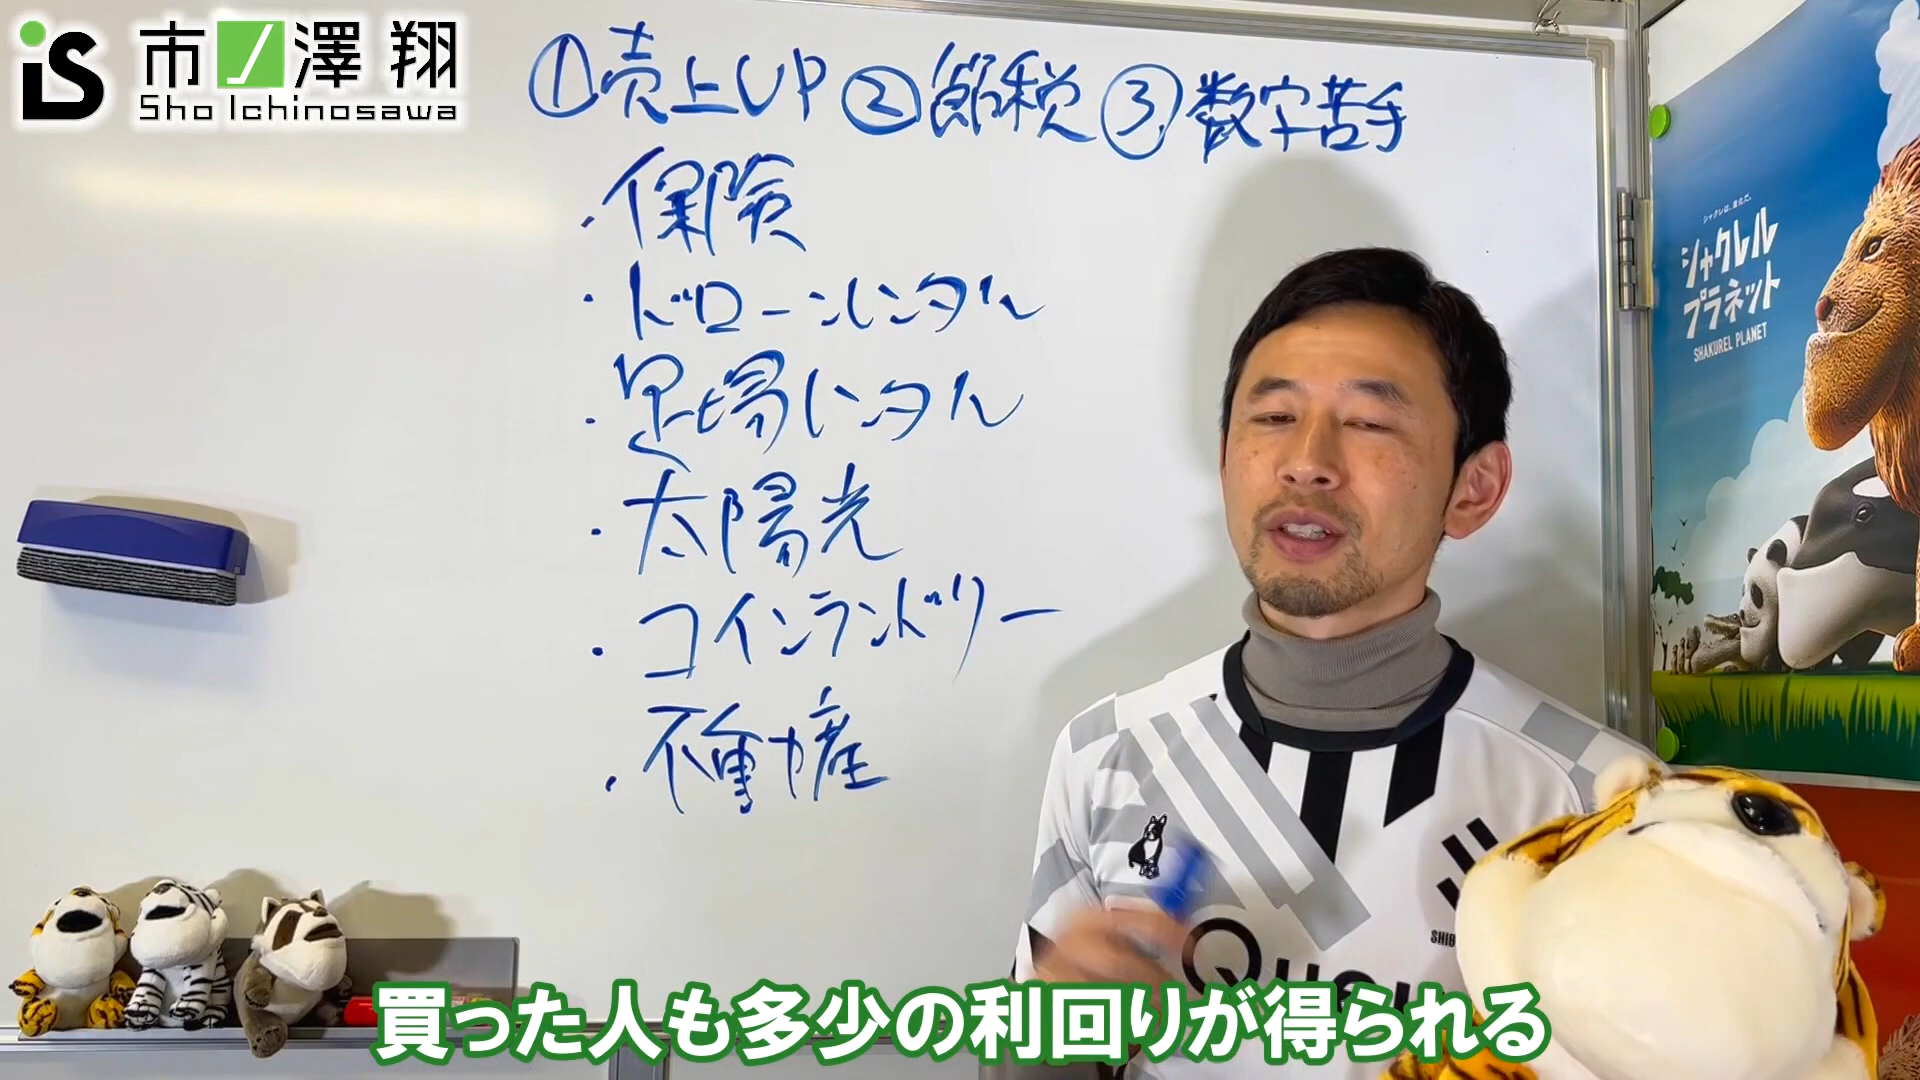 iS 市ノ澤 翔
Sho Ichinosawa
①売上UP ②節税 ③数字苦手
・保険
・ドローンレンタル
・足場レンタル
・太陽光
・コインランドリー
・不動産
シャクレルプラネット
SHAKUREL PLANET
買った人も多少の利回りが得られる